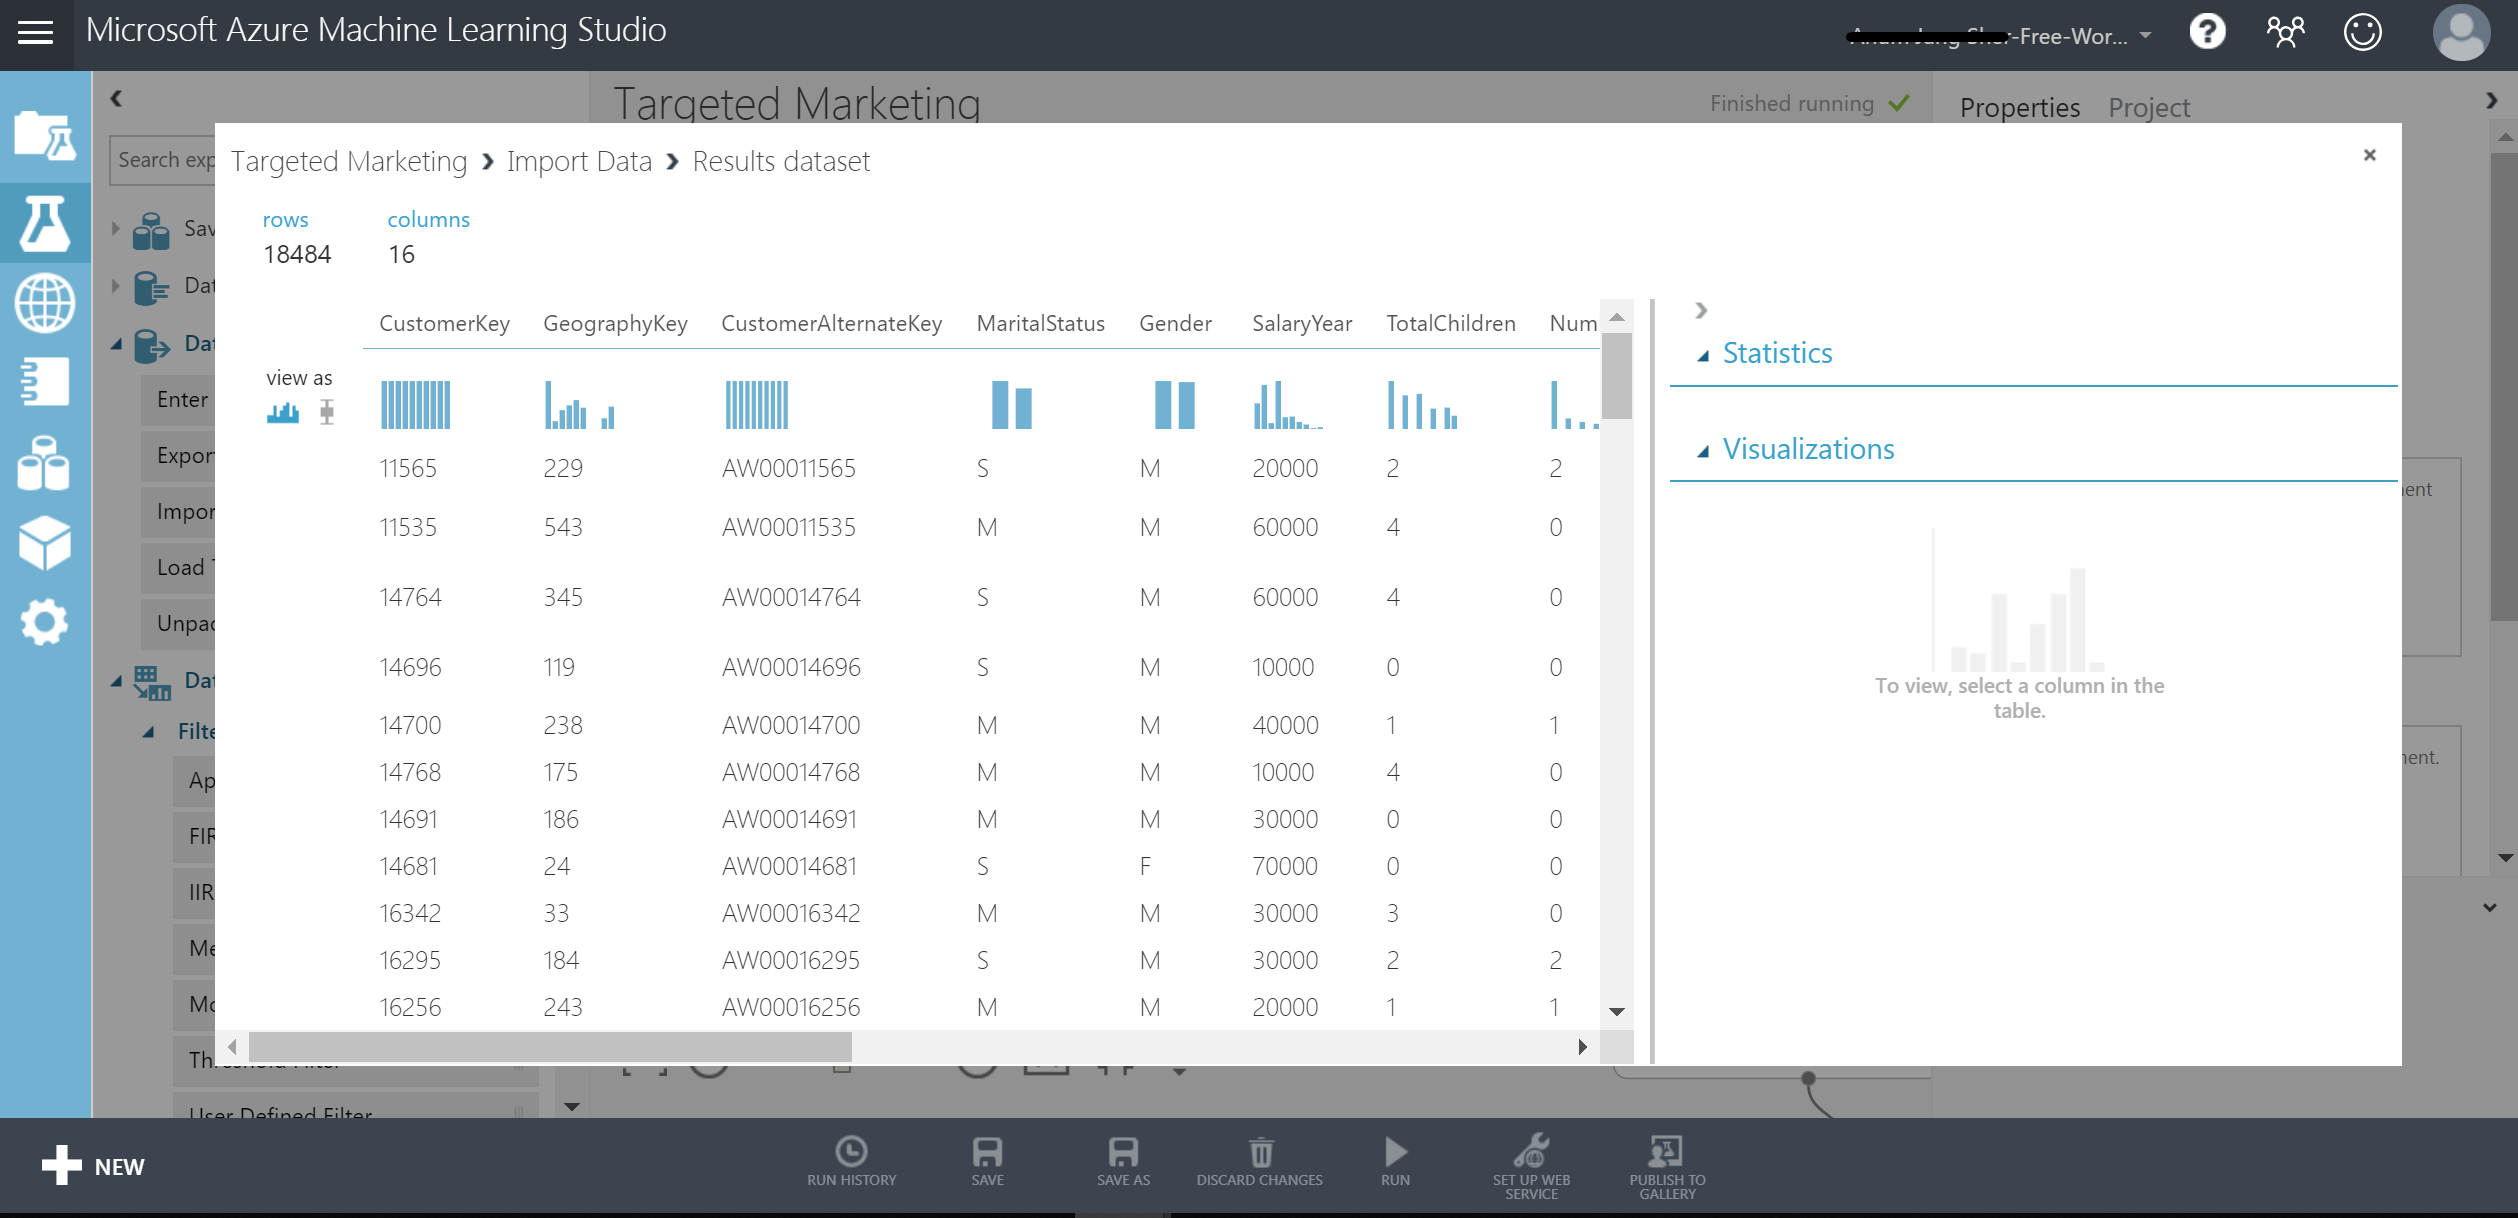 Microsoft Azure Machine Learning Studio
-Free-Wor...
Targeted Marketing
Finished running
Properties Project
Search exp
Targeted Marketing Import Data Results dataset
rows columns
18484 16
CustomerKey GeographyKey CustomerAlternateKey MaritalStatus Gender SalaryYear TotalChildren Num
view as
11565 229 AW00011565 S M 20000 2 2
11535 543 AW00011535 M M 60000 4 0
14764 345 AW00014764 S M 60000 4 0
14696 119 AW00014696 S M 10000 0 0
14700 238 AW00014700 M M 40000 1 1
14768 175 AW00014768 M M 10000 4 0
14691 186 AW00014691 M M 30000 0 0
14681 24 AW00014681 S F 70000 0 0
16342 33 AW00016342 M M 30000 3 0
16295 184 AW00016295 S M 30000 2 2
16256 243 AW00016256 M M 20000 1 1
Statistics
Visualizations
To view, select a column in the
table.
Sav
Dat
Dat
Enter
Export
Impor
Load T
Unpac
Dat
Filte
Ap
FIR
IIR
Me
Mo
Threshold Filter
User Defined Filter
ment
ment.
NEW
RUN HISTORY
SAVE
SAVE AS
DISCARD CHANGES
RUN
SET UP WEB
SERVICE
PUBLISH TO
GALLERY